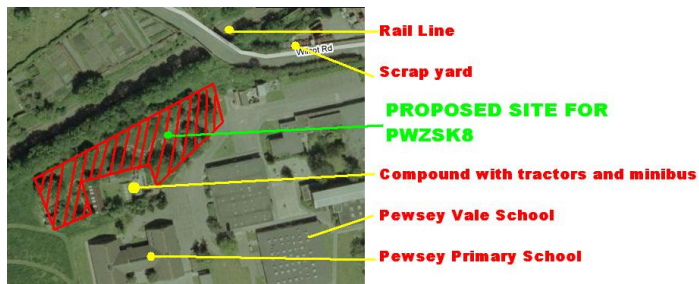 Rail Line
Wilcot Rd
Scrap yard
PROPOSED SITE FOR
PWZSK8
Compound with tractors and minibus
Pewsey Vale School
Pewsey Primary School